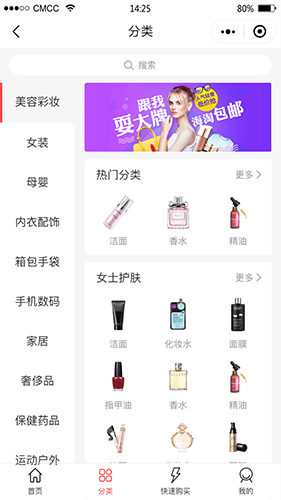 CMCC 14:25 80%
分类
搜索
美容彩妆
女装
母婴
内衣配饰
箱包手袋
手机数码
家居
奢侈品
保健药品
运动户外
跟我
耍大牌
人气好表
低价抢
海淘包邮
热门分类 更多
洁面 香水 精油
女士护肤 更多
洁面 化妆水 面膜
指甲油 香水 精油
首页 分类 快速购买 我的